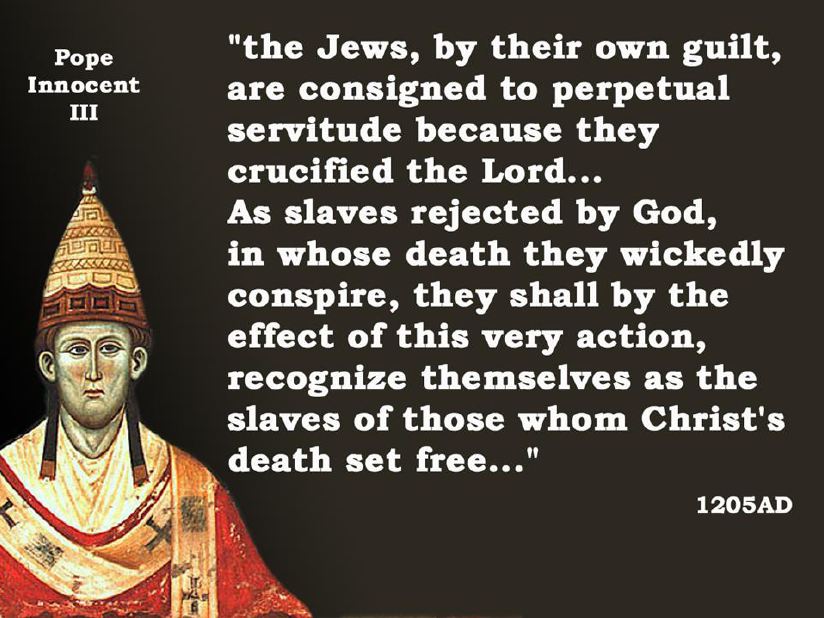 Pope
Innocent
III
"the Jews, by their own guilt,
are consigned to perpetual
servitude because they
crucified the Lord...
As slaves rejected by God,
in whose death they wickedly
conspire, they shall by the
effect of this very action,
recognize themselves as the
slaves of those whom Christ's
death set free..."
1205AD